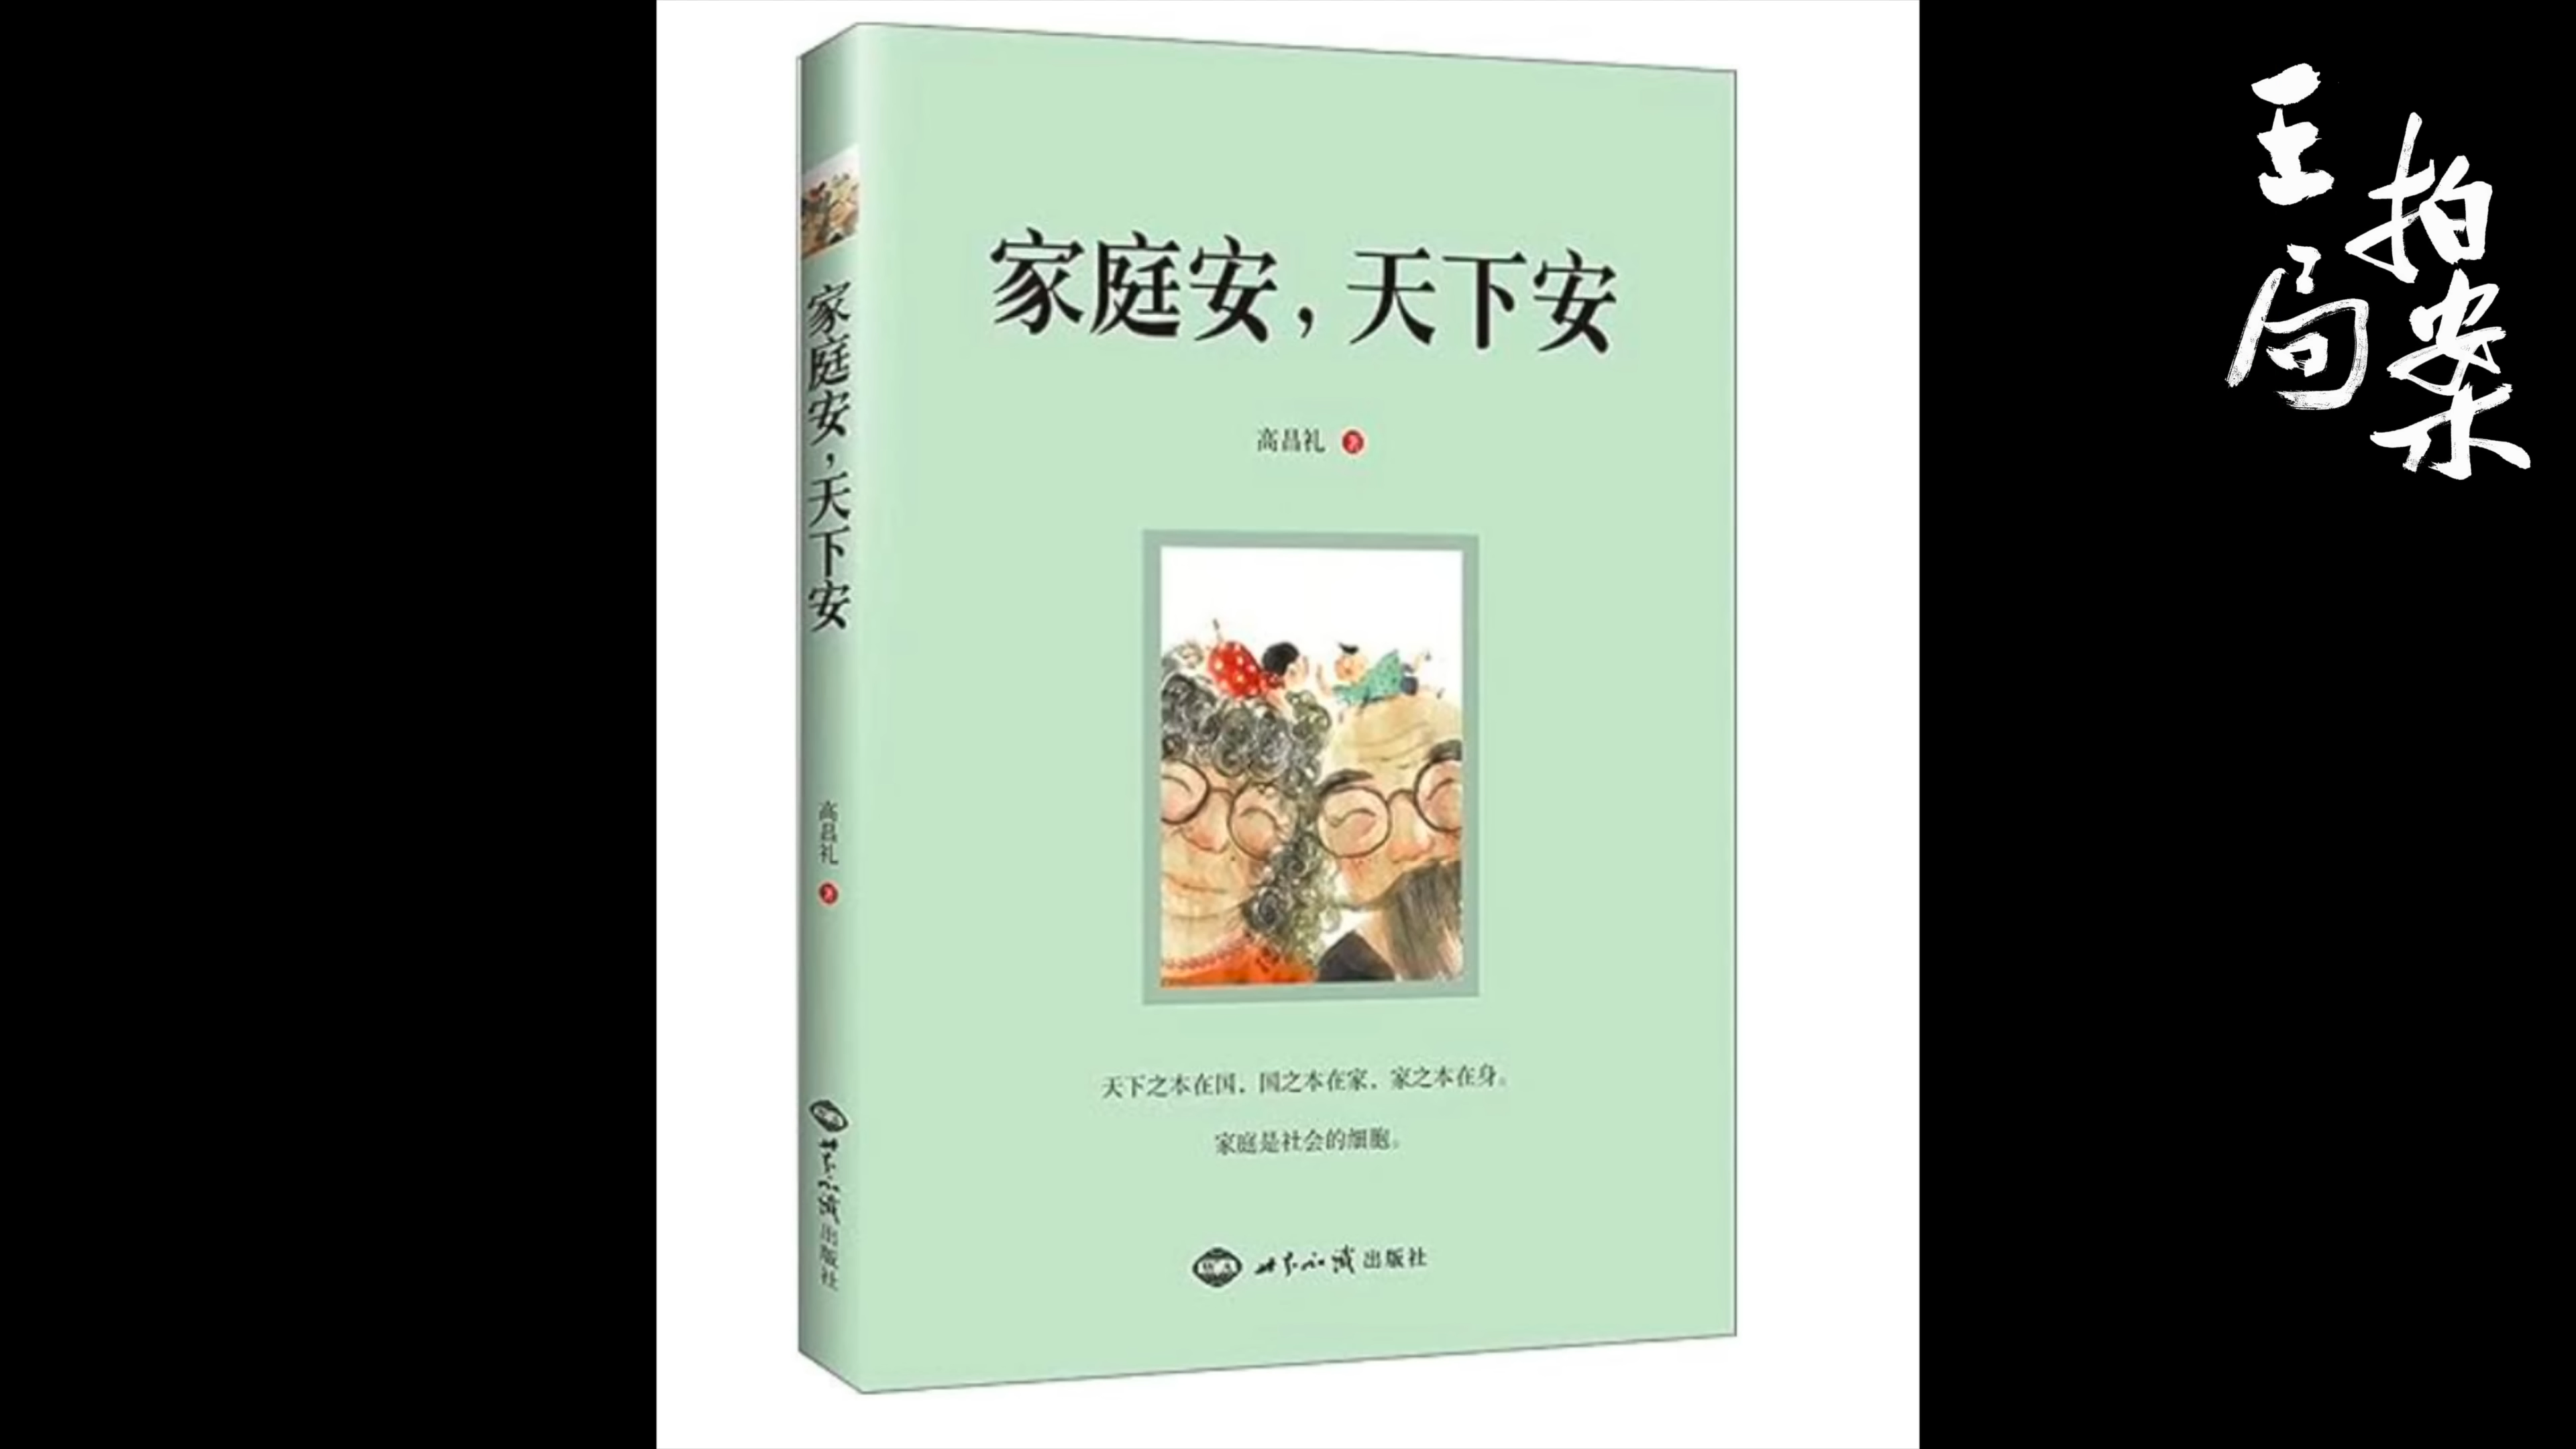 家庭安，天下安
高昌礼 著
天下之本在国，国之本在家，家之本在身。
家庭是社会的细胞。
世界知识出版社
家庭安，天下安
高昌礼 著
世界知识出版社
王局拍案